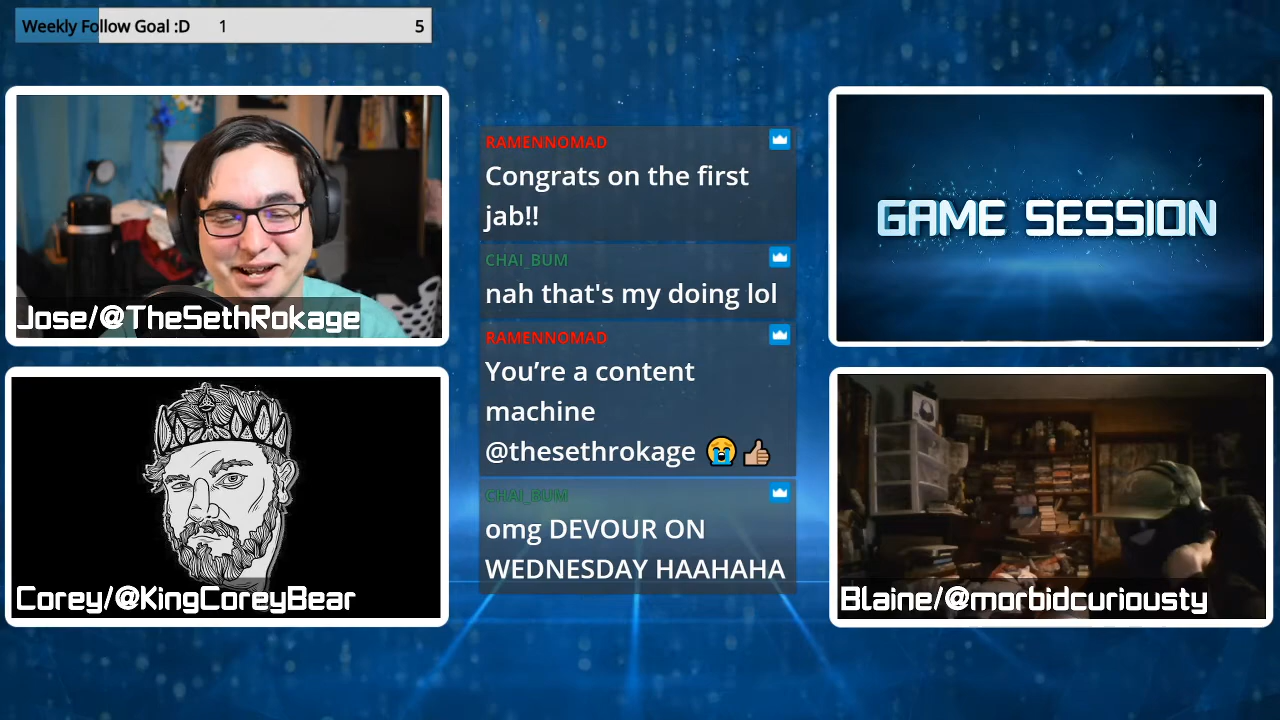 Weekly Follow Goal :D 1 5
Jose/@TheSethRokage
RAMENNOMAD
Congrats on the first
jab!!
CHAI_BUM
nah that's my doing lol
RAMENNOMAD
You’re a content
machine
@thesethrokage 😭👍🏽
CHAI_BUM
omg DEVOUR ON
WEDNESDAY HAAHAHA
GAME SESSION
Corey/@KingCoreyBear
Blaine/@morbidcuriousty